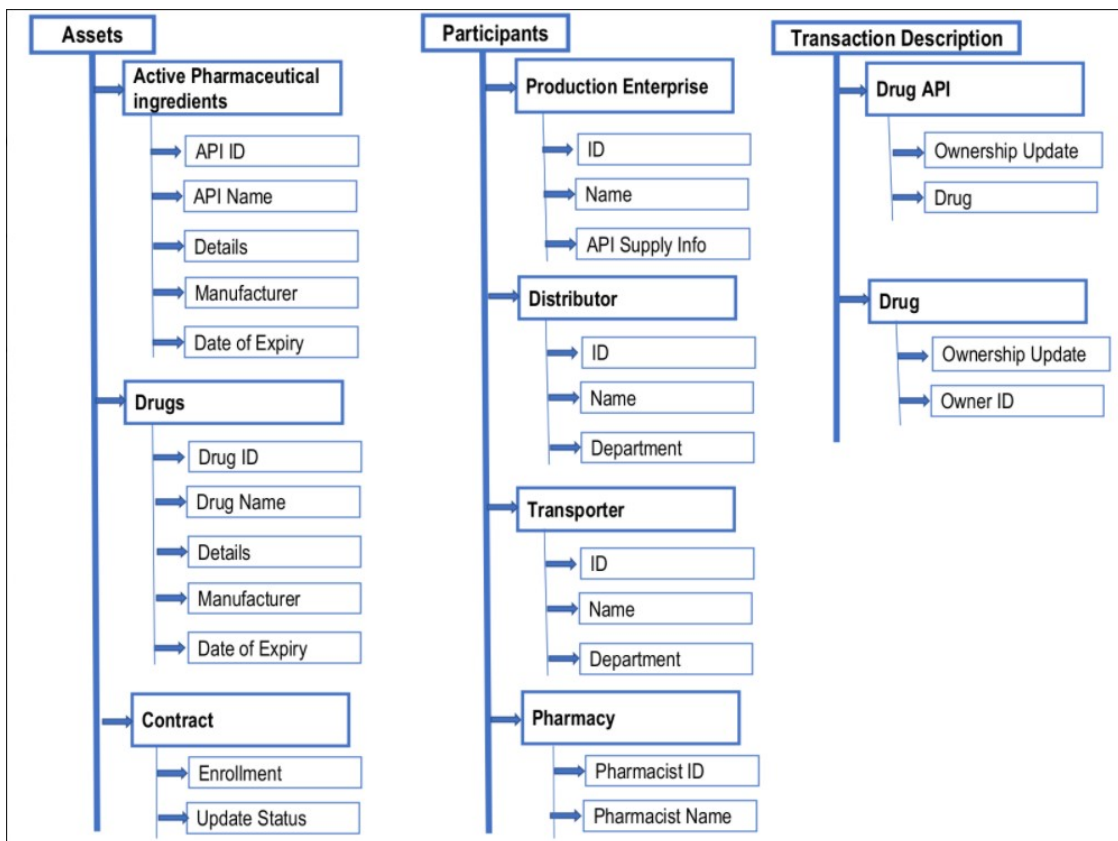 Assets
Active Pharmaceutical
ingredients
API ID
API Name
Details
Manufacturer
Date of Expiry
Drugs
Drug ID
Drug Name
Details
Manufacturer
Date of Expiry
Contract
Enrollment
Update Status
Participants
Production Enterprise
ID
Name
API Supply Info
Distributor
ID
Name
Department
Transporter
ID
Name
Department
Pharmacy
Pharmacist ID
Pharmacist Name
Transaction Description
Drug API
Ownership Update
Drug
Drug
Ownership Update
Owner ID